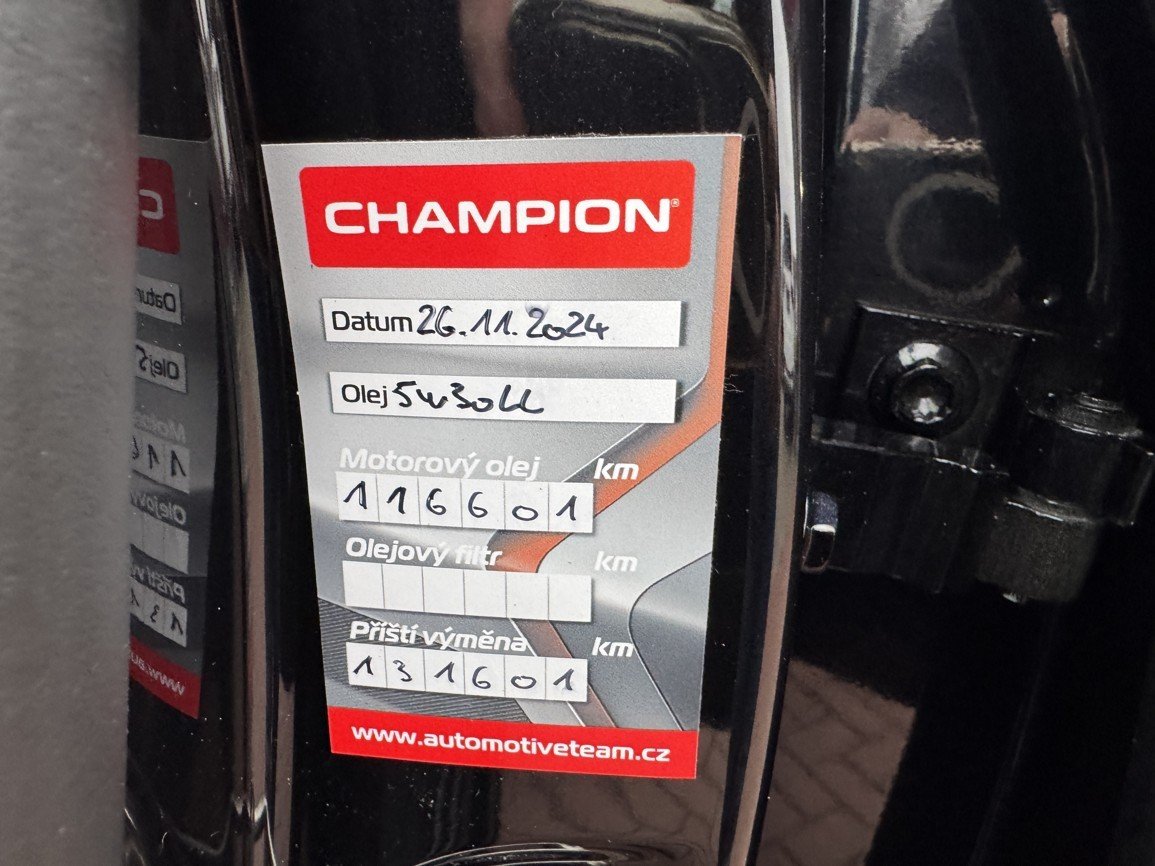 CHAMPION®
Datum 26.11.2024
Olej 5w30LL
Motorový olej km
116601
Olejový filtr km
Příští výměna km
131601
www.automotiveteam.cz